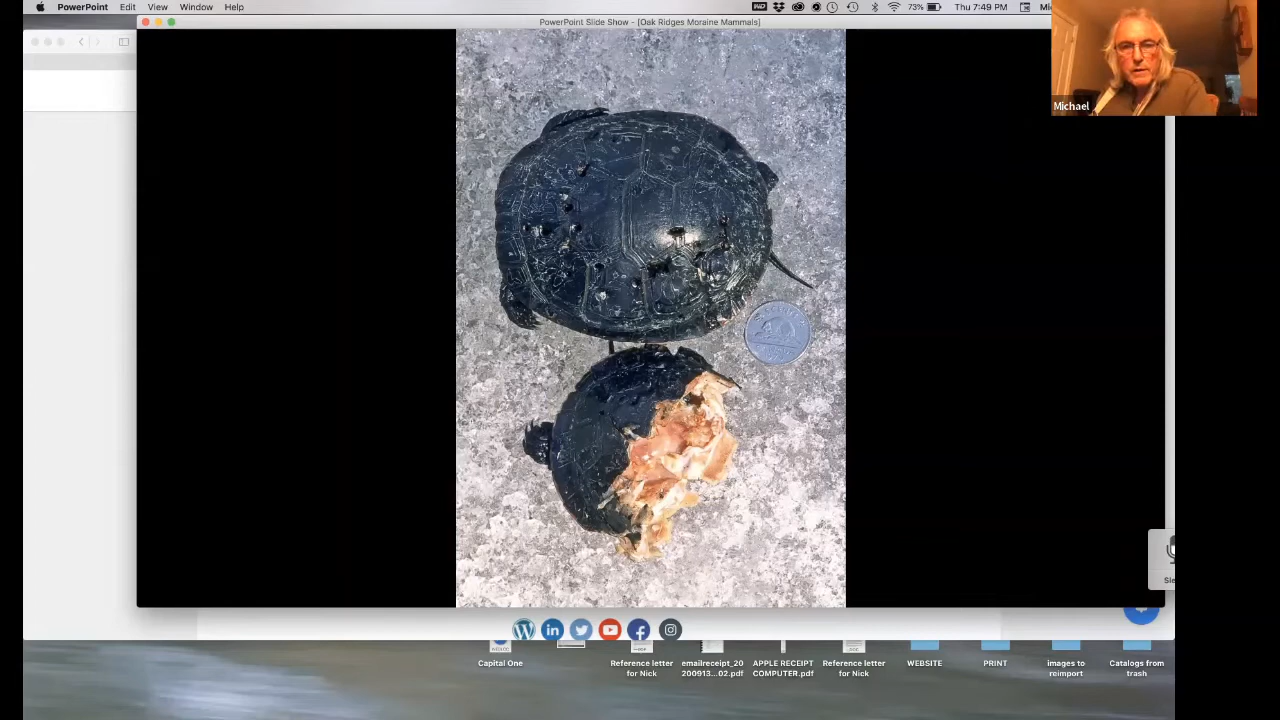 PowerPoint Edit View Window Help
73% Thu 7:49 PM Mi
PowerPoint Slide Show - [Oak Ridges Moraine Mammals]
Michael
Capital One
Reference letter
for Nick
emailreceipt_20
200913...02.pdf
APPLE RECEIPT
COMPUTER.pdf
Reference letter
for Nick
WEBSITE
PRINT
images to
reimport
Catalogs from
trash